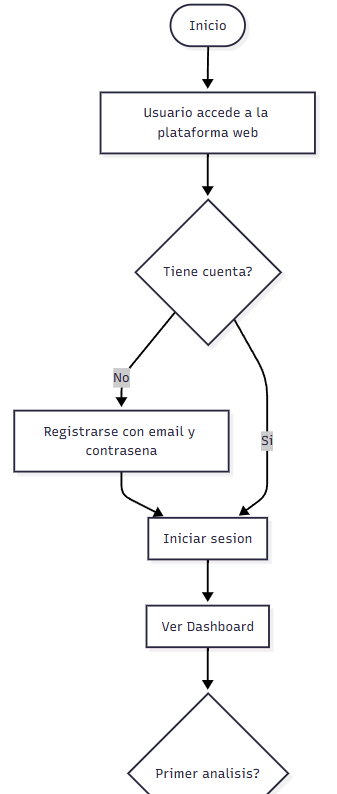 Inicio
Usuario accede a la
plataforma web
Tiene cuenta?
No
Registrarse con email y
contrasena
Si
Iniciar sesion
Ver Dashboard
Primer analisis?